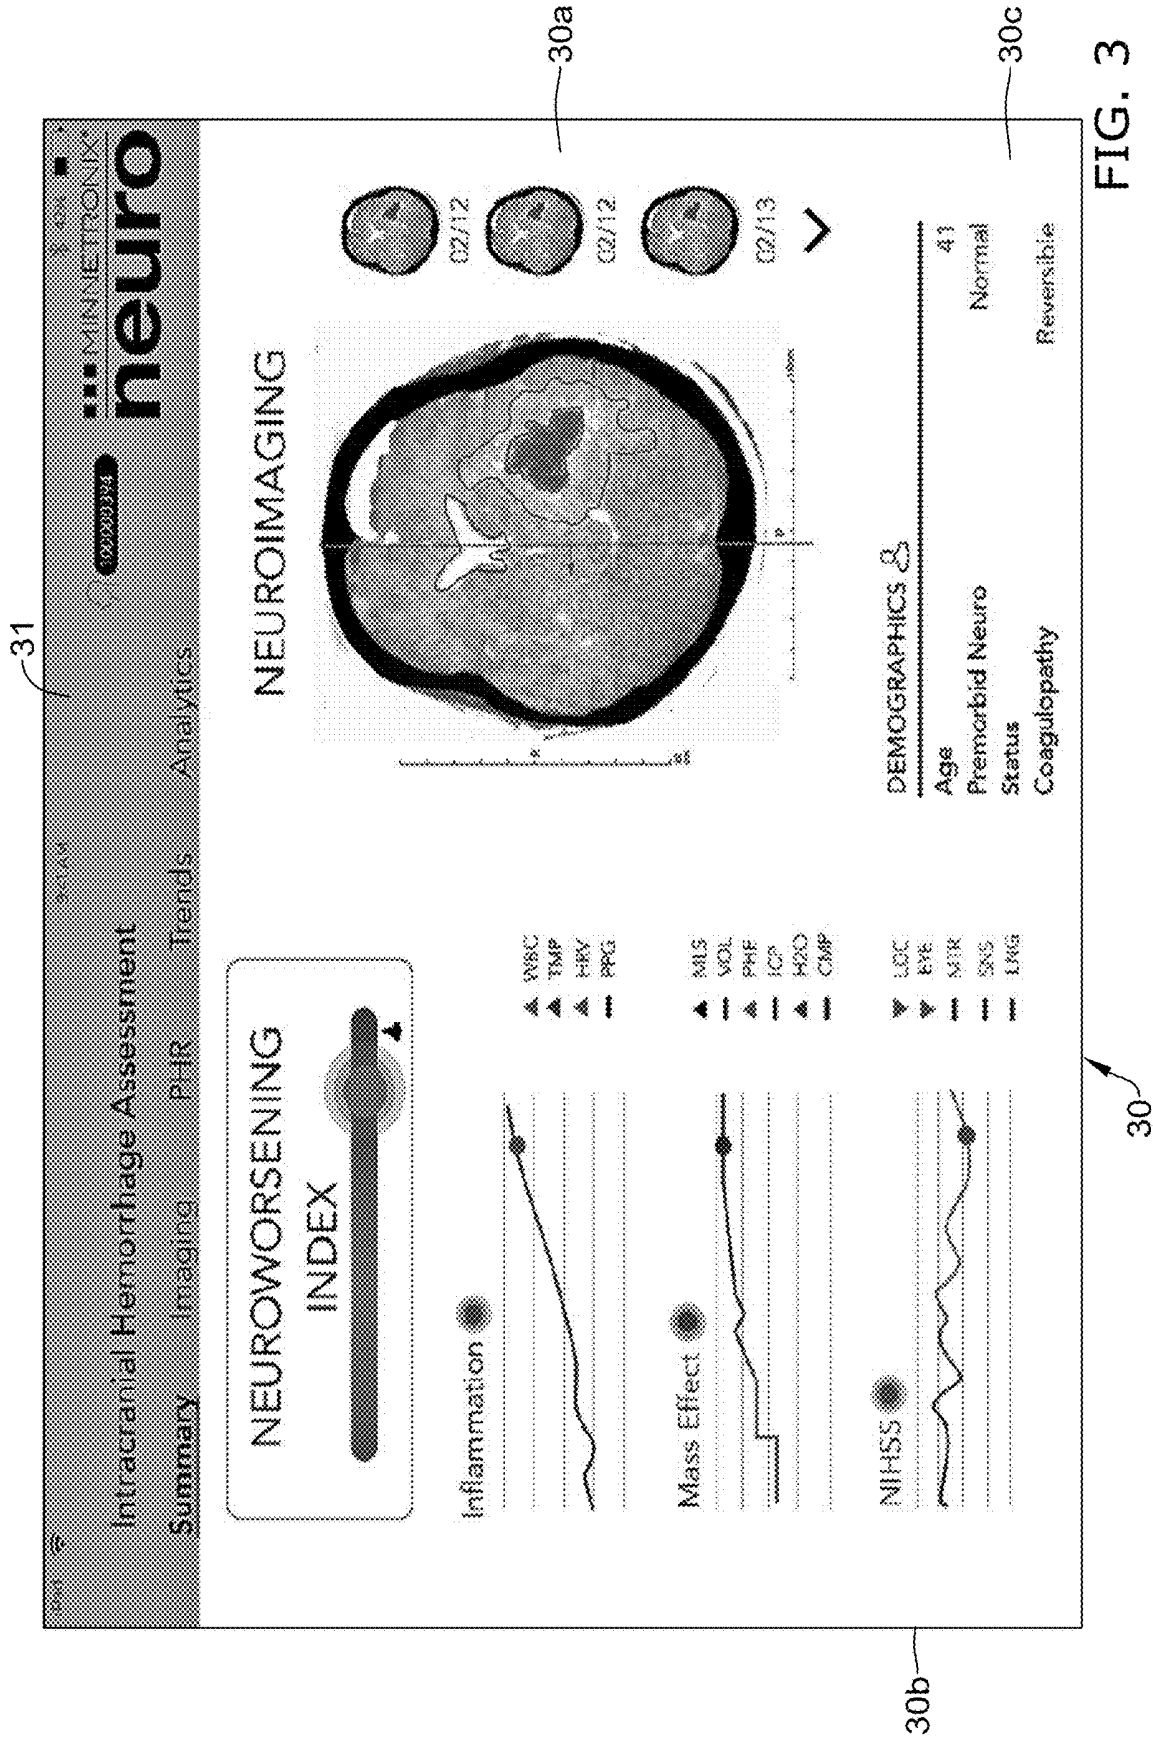 31
Intracranial Hemorrhage Assessment
MINNETRONIX
neuro
Summary Imaging PHR Trends Analytics
NEUROWORSENING
INDEX
Inflammation
WBC
TMP
HRV
PPG
Mass Effect
MLS
VOL
PHE
ICP
H2O
CMP
NIHSS
LOC
EYE
MTR
SNS
LNG
NEUROIMAGING
02/12
02/12
02/13
DEMOGRAPHICS
Age 41
Premorbid Neuro Normal
Status
Coagulopathy Reversible
30a
30c
30b
30
FIG. 3